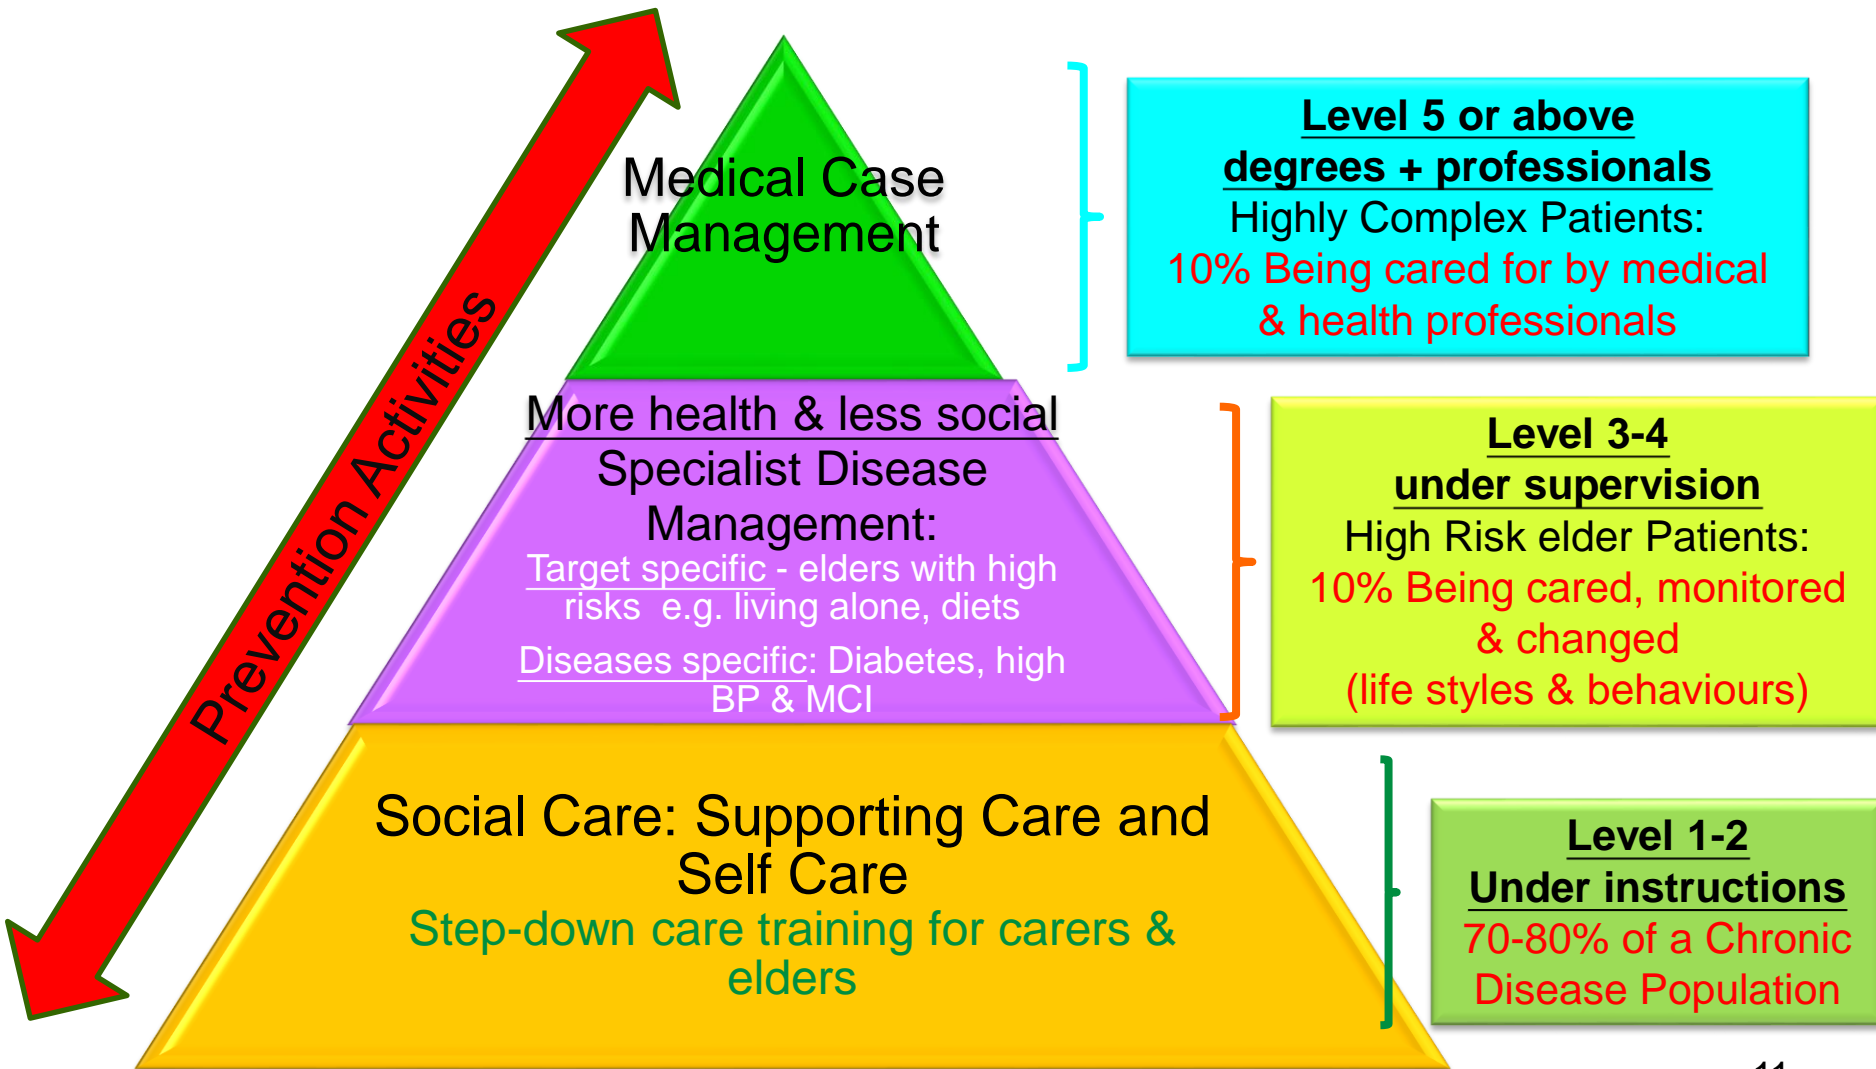 Prevention Activities
Medical Case
Management
Level 5 or above
degrees + professionals
Highly Complex Patients:
10% Being cared for by medical
& health professionals
More health & less social
Specialist Disease
Management:
Target specific - elders with high
risks e.g. living alone, diets
Diseases specific: Diabetes, high
BP & MCI
Level 3-4
under supervision
High Risk elder Patients:
10% Being cared, monitored
& changed
(life styles & behaviours)
Social Care: Supporting Care and
Self Care
Step-down care training for carers &
elders
Level 1-2
Under instructions
70-80% of a Chronic
Disease Population
11